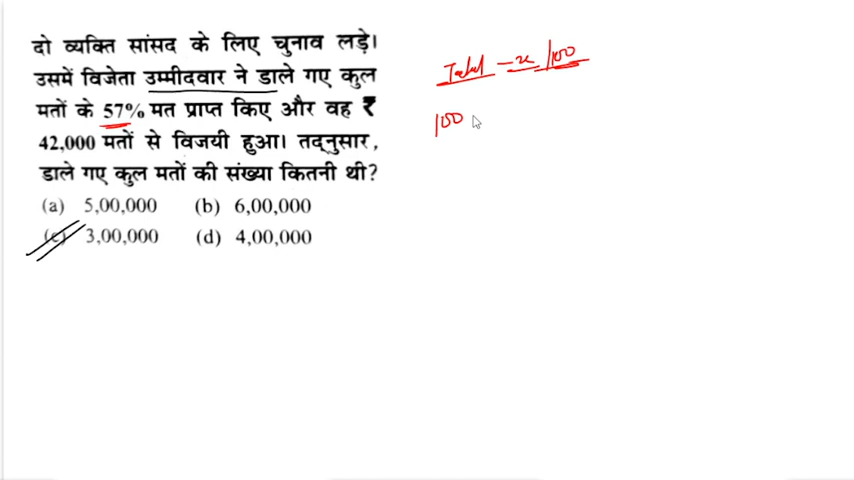 दो व्यक्ति सांसद के लिए चुनाव लड़े।
उसमें विजेता उम्मीदवार ने डाले गए कुल
मतों के 57% मत प्राप्त किए और वह ₹
42,000 मतों से विजयी हुआ। तद्नुसार,
डाले गए कुल मतों की संख्या कितनी थी?
(a) 5,00,000 (b) 6,00,000
(c) 3,00,000 (d) 4,00,000
Total – x /100
100